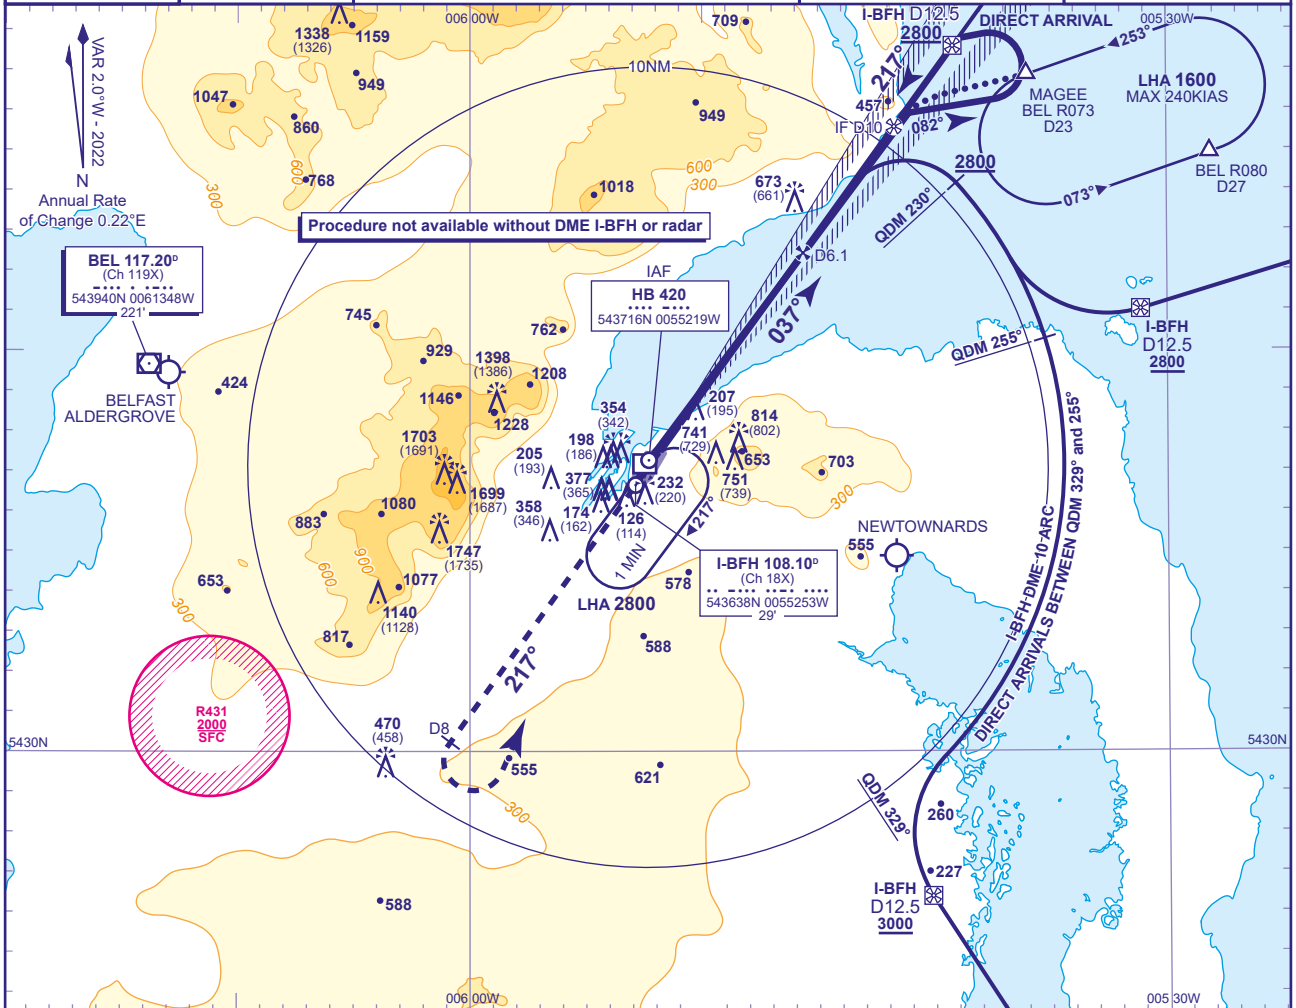 006 00W
709
I-BFH D12.5
2800
DIRECT ARRIVAL
005 30W
1338
(1326)
1159
VAR 2.0°W - 2022
N
Annual Rate
of Change 0.22°E
949
10NM
217°
253°
LHA 1600
MAX 240KIAS
MAGEE
BEL R073
D23
1047
860
949
457
IF D10
082°
600
768
300
600
300
1018
673
(661)
2800
BEL R080
D27
073°
QDM 230°
Procedure not available without DME I-BFH or radar
D6.1
BEL 117.20ᴰ
(Ch 119X)
543940N 0061348W
221'
IAF
HB 420
543716N 0055219W
037°
I-BFH
D12.5
2800
745
762
929
1398
(1386)
1208
QDM 255°
BELFAST
ALDERGROVE
424
1146
1228
354
(342)
207
(195)
814
(802)
1703
(1691)
198
(186)
741
(729)
205
(193)
653
703
377
(365)
751
(739)
232
(220)
300
1699
(1687)
1080
883
358
(346)
174
(162)
126
(114)
217°
NEWTOWNARDS
555
1747
(1735)
900
600
1 MIN
I-BFH 108.10ᴰ
(Ch 18X)
543638N 0055253W
29'
1077
578
653
300
1140
(1128)
LHA 2800
817
588
I-BFH DME 10 ARC
DIRECT ARRIVALS BETWEEN QDM 329° and 255°
217°
R431
2000
SFC
470
(458)
D8
5430N
5430N
555
621
300
QDM 329°
260
227
588
I-BFH
D12.5
3000
006 00W
005 30W